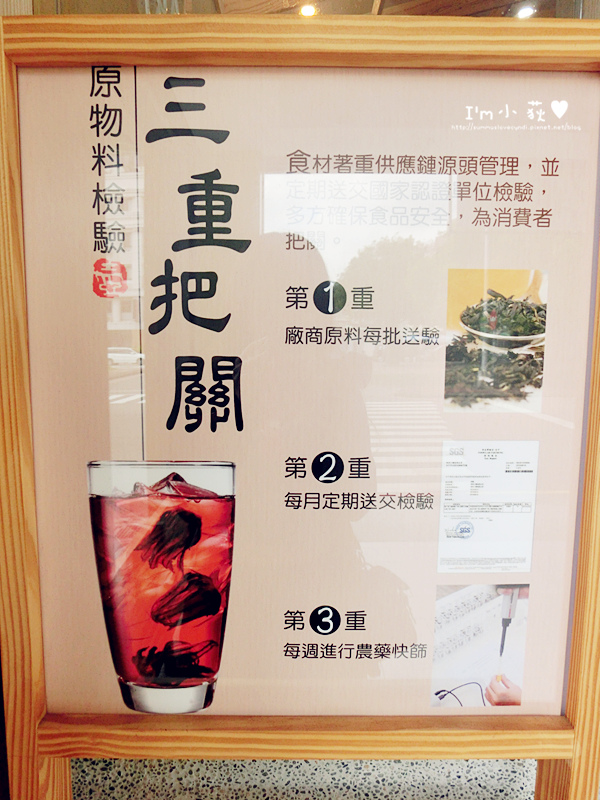 原物料檢驗
三重把關
I'm 小荻♥
食材著重供應鏈源頭管理，並
定期送交國家認證單位檢驗，
多方確保食品安全，為消費者
把關。
第1重
廠商原料每批送驗
第2重
每月定期送交檢驗
第3重
每週進行農藥快篩